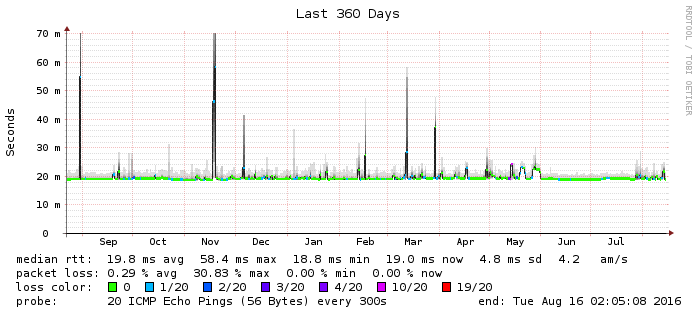 Last 360 Days
RRDTOOL / TOBI OETIKER
Seconds
70 m
60 m
50 m
40 m
30 m
20 m
10 m
0
Sep Oct Nov Dec Jan Feb Mar Apr May Jun Jul
median rtt: 19.8 ms avg 58.4 ms max 18.8 ms min 19.0 ms now 4.8 ms sd 4.2 am/s
packet loss: 0.29 % avg 30.83 % max 0.00 % min 0.00 % now
loss color: 0 1/20 2/20 3/20 4/20 10/20 19/20
probe: 20 ICMP Echo Pings (56 Bytes) every 300s end: Tue Aug 16 02:05:08 2016